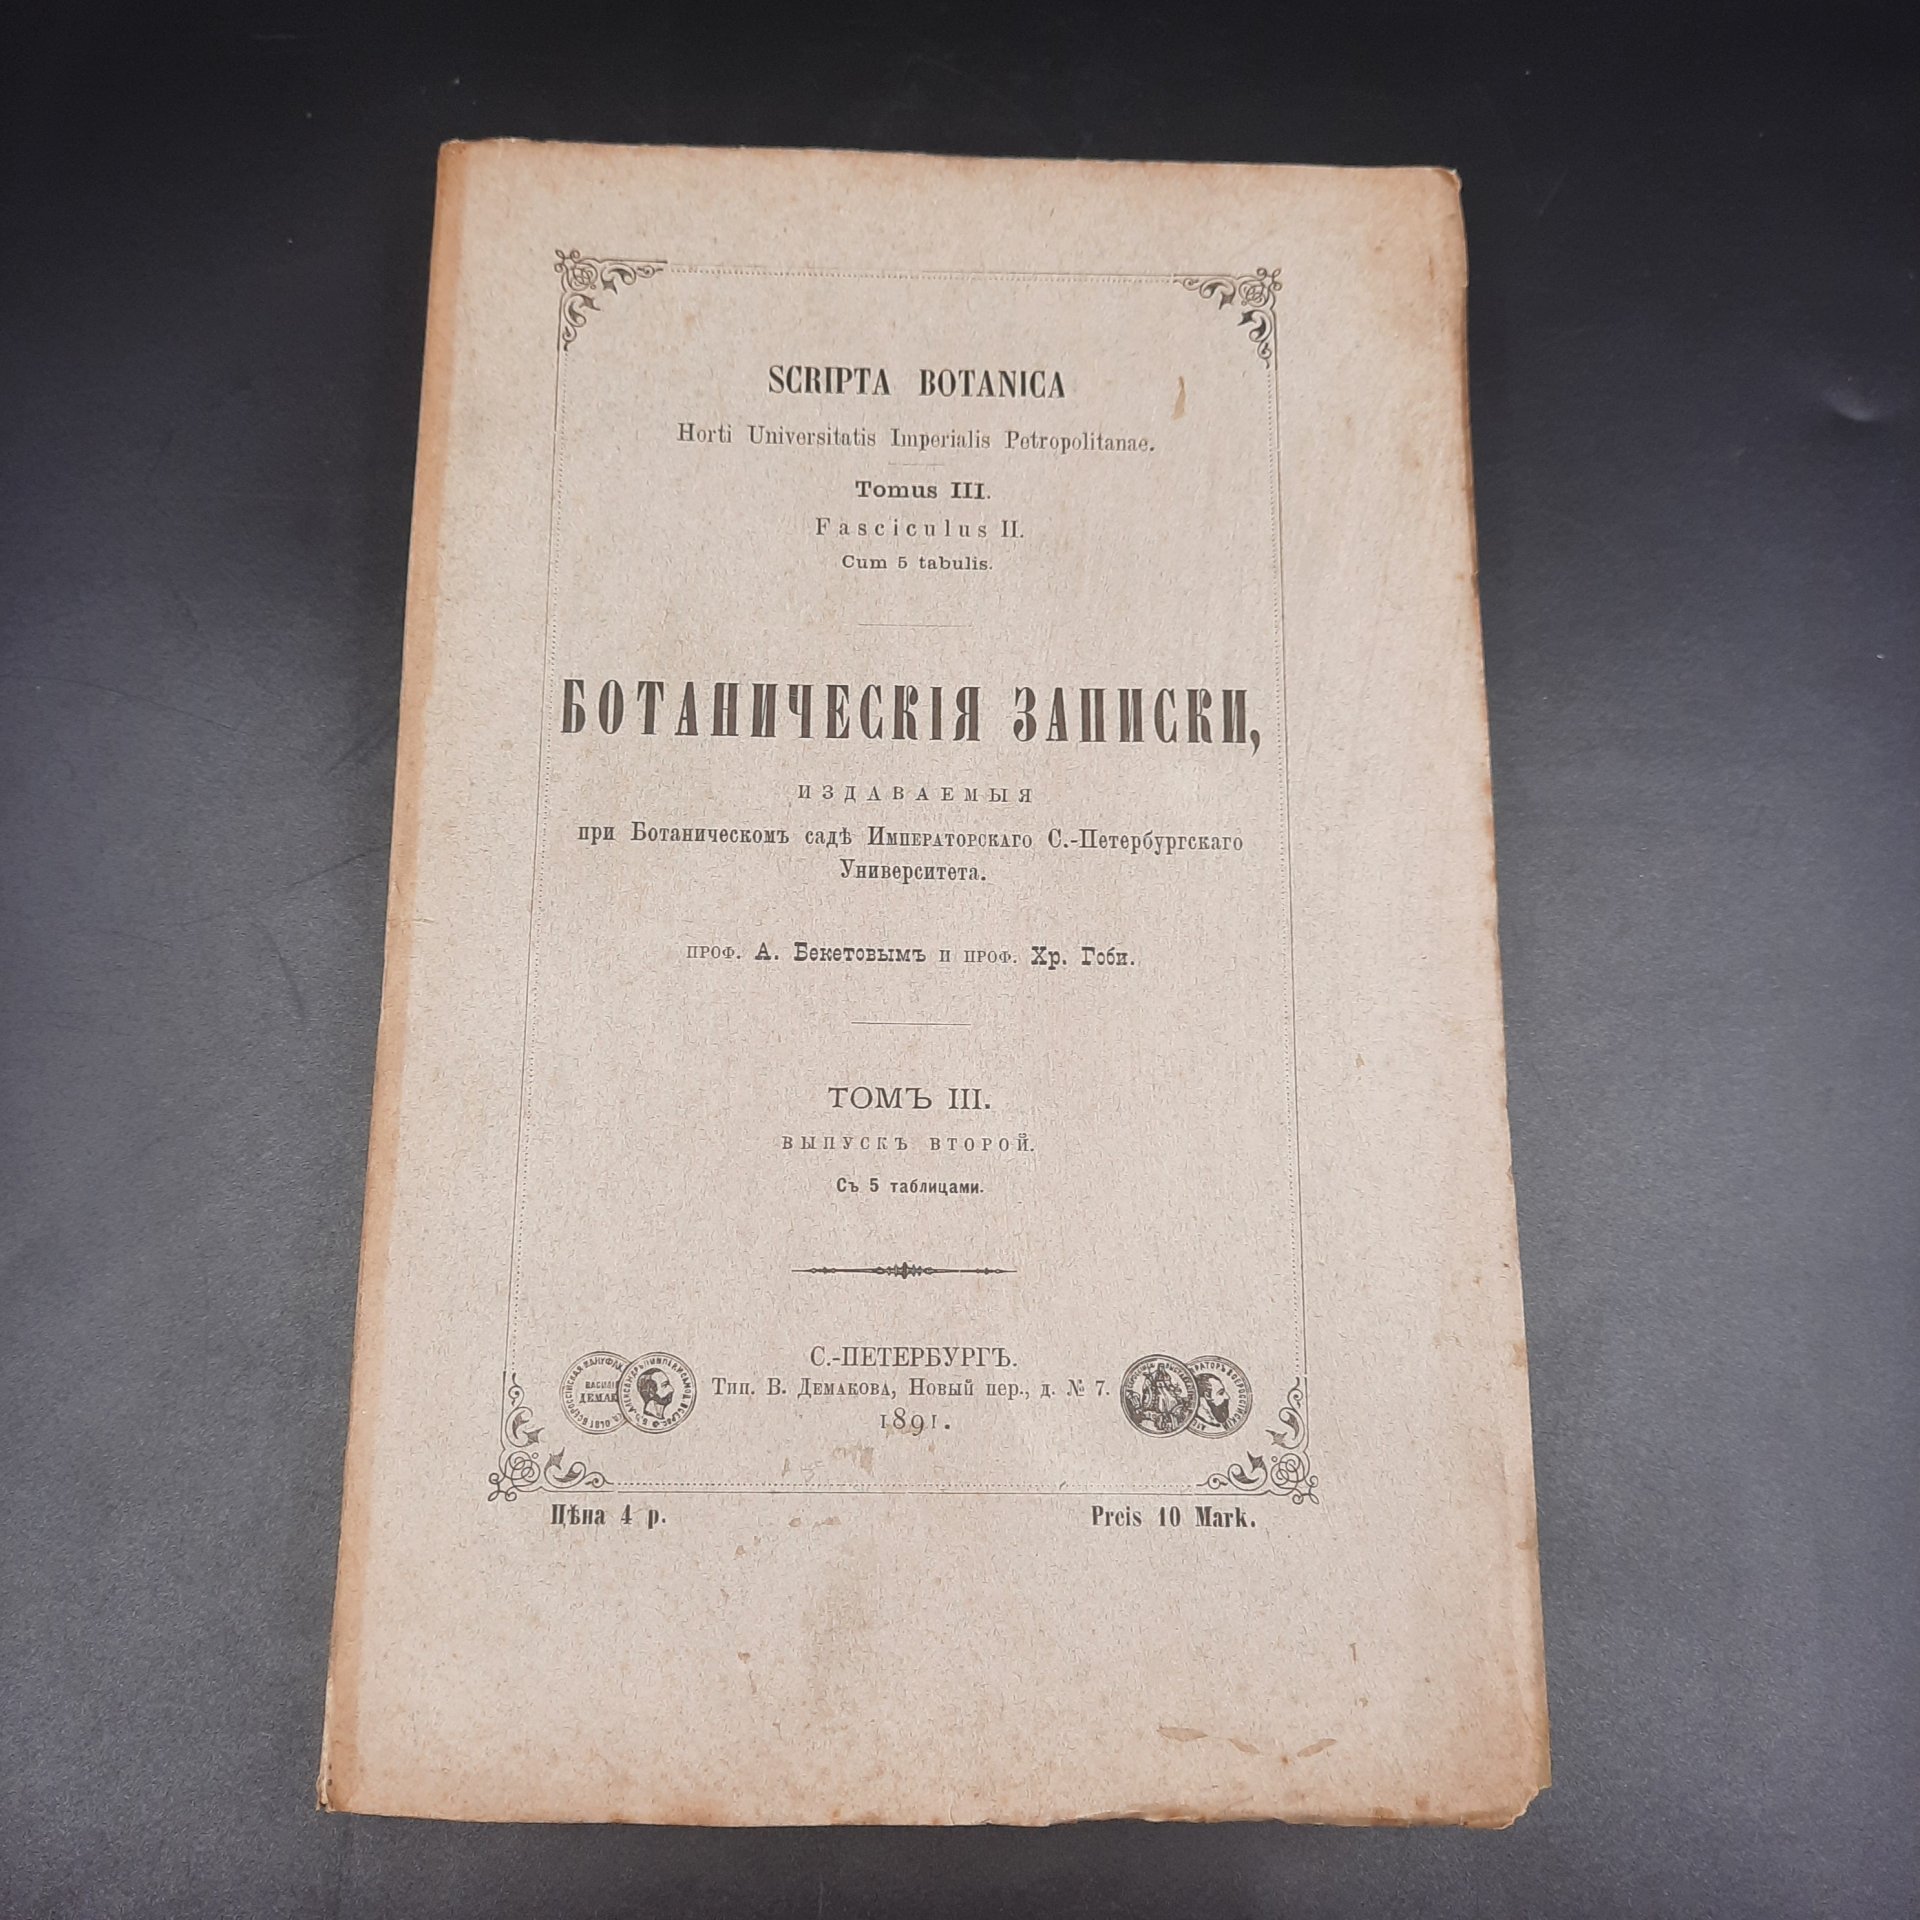 SCRIPTA BOTANICA
Horti Universitatis Imperialis Petropolitanae.
Tomus III.
Fasciculus II.
Cum 5 tabulis.
БОТАНИЧЕСКІЯ ЗАПИСКИ,
ИЗДАВАЕМЫЯ
при Ботаническомъ садѣ Императорскаго С.-Петербургскаго
Университета.
ПРОФ. А. Бекетовымъ И ПРОФ. Хр. Гоби.
ТОМЪ III.
ВЫПУСКЪ ВТОРОЙ.
Съ 5 таблицами.
С.-ПЕТЕРБУРГЪ.
Тип. В. Демакова, Новый пер., д. № 7.
1891.
Цѣна 4 р.
Preis 10 Mark.